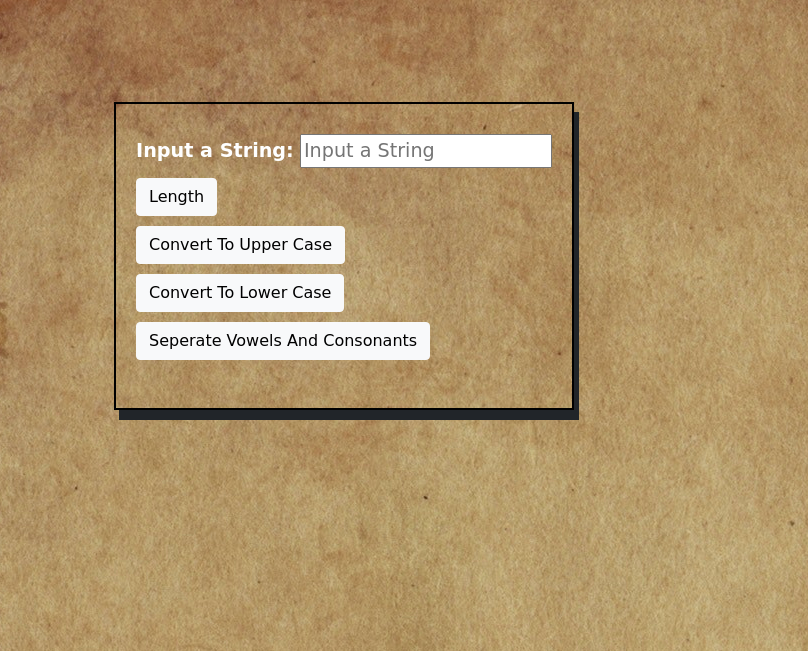 Input a String: Input a String
Length
Convert To Upper Case
Convert To Lower Case
Seperate Vowels And Consonants